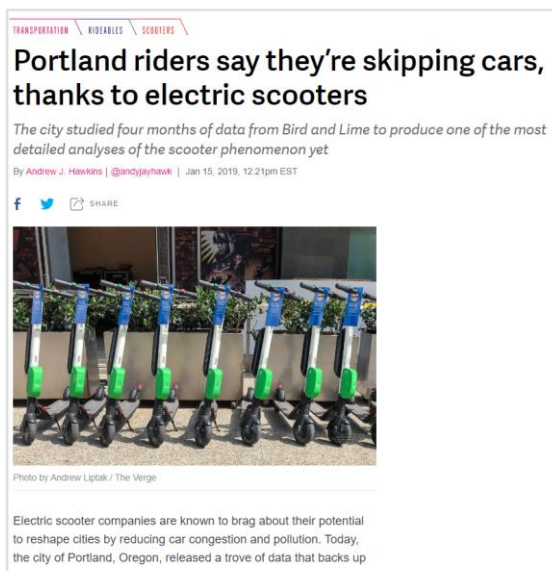 TRANSPORTATION \ RIDEABLES \ SCOOTERS \
Portland riders say they're skipping cars,
thanks to electric scooters
The city studied four months of data from Bird and Lime to produce one of the most
detailed analyses of the scooter phenomenon yet
By Andrew J. Hawkins | @andyjayhawk | Jan 15, 2019, 12:21pm EST
SHARE
Photo by Andrew Liptak / The Verge
Electric scooter companies are known to brag about their potential
to reshape cities by reducing car congestion and pollution. Today,
the city of Portland, Oregon, released a trove of data that backs up